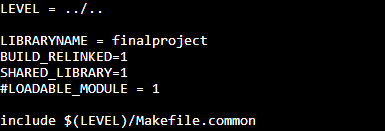 LEVEL = ../..

LIBRARYNAME = finalproject
BUILD_RELINKED=1
SHARED_LIBRARY=1
#LOADABLE_MODULE = 1

include $(LEVEL)/Makefile.common